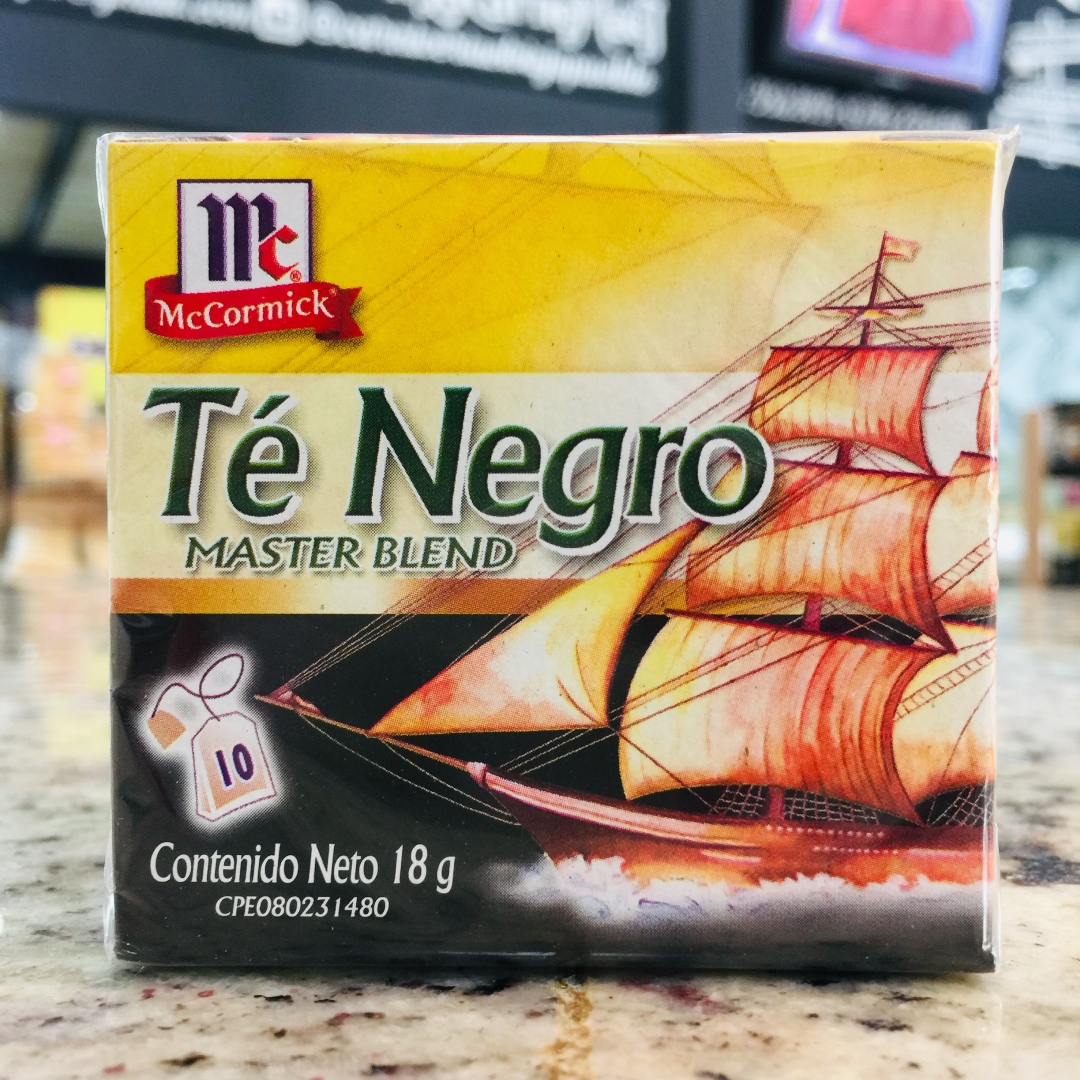 Mc
McCormick®
Té Negro
MASTER BLEND
10
Contenido Neto 18 g
CPE080231480